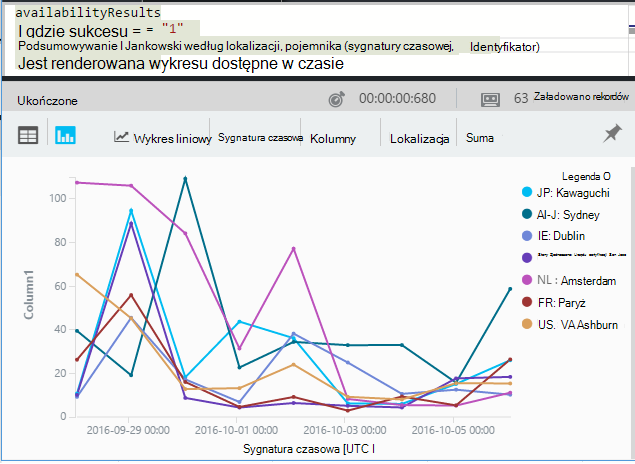 availabilityResults
I gdzie sukcesu = = "1"
Podsumowywanie I Jankowski według lokalizacji, pojemnika (sygnatury czasowej, Identyfikator)
Jest renderowana wykresu dostępne w czasie
Ukończone
00:00:00:680
63 Załadowano rekordów
Wykres liniowy
Sygnatura czasowa
Kolumny
Lokalizacja
Suma
Legenda O
JP: Kawaguchi
AI-J: Sydney
IE: Dublin
NL : Amsterdam
FR: Paryż
US. VA Ashburn
Column1
100
80
60
40
20
0
2016-09-29 00:00
2016-10-01 00:00
2016-10-03 00:00
2016-10-05 00:00
Sygnatura czasowa [UTC I